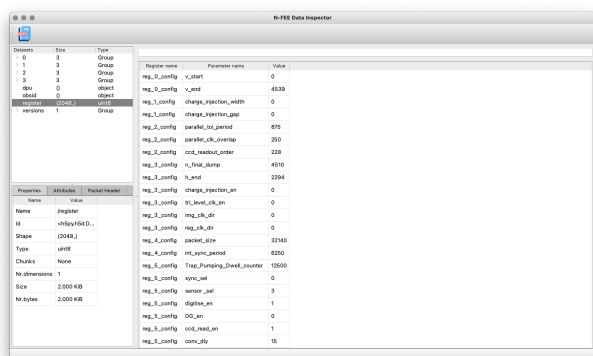 N-FEE Data Inspector
Datasets Size Type
0 3 Group
1 3 Group
2 3 Group
3 3 Group
dpu () object
obsid () object
register (2048,) uint8
versions 1 Group
Properties Attributes Packet Header
Name Value
Name /register
Id <h5py.h5d.D...
Shape (2048,)
Type uint8
Chunks None
Nr.dimensions 1
Size 2.000 KiB
Nr.bytes 2.000 KiB
Register name Parameter name Value
reg_0_config v_start 0
reg_0_config v_end 4539
reg_1_config charge_injection_width 0
reg_1_config charge_injection_gap 0
reg_2_config parallel_toi_period 875
reg_2_config parallel_clk_overlap 250
reg_2_config ccd_readout_order 228
reg_3_config n_final_dump 4510
reg_3_config h_end 2294
reg_3_config charge_injection_en 0
reg_3_config tri_level_clk_en 0
reg_3_config img_clk_dir 0
reg_3_config reg_clk_dir 0
reg_4_config packet_size 32140
reg_4_config int_sync_period 6250
reg_5_config Trap_Pumping_Dwell_counter 12500
reg_5_config sync_sel 0
reg_5_config sensor_sel 3
reg_5_config digitise_en 1
reg_5_config DG_en 0
reg_5_config ccd_read_en 1
reg_5_config conv_dly 15